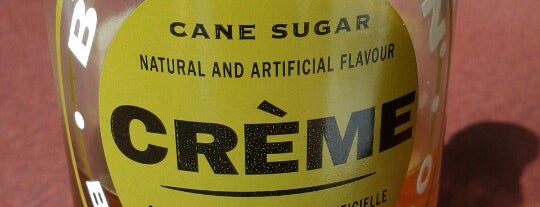 CANE SUGAR
NATURAL AND ARTIFICIAL FLAVOUR
CRÈME